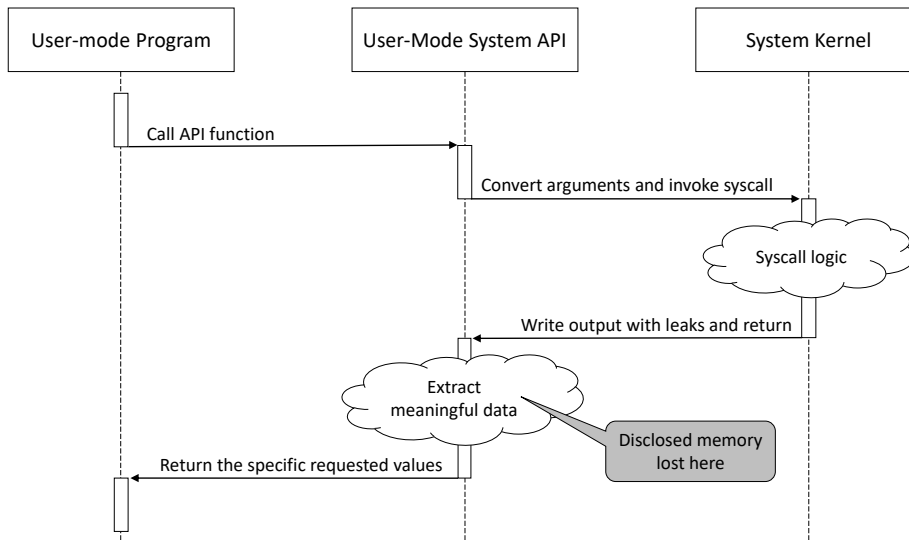 User-mode Program
User-Mode System API
System Kernel
Call API function
Convert arguments and invoke syscall
Syscall logic
Write output with leaks and return
Extract
meaningful data
Disclosed memory
lost here
Return the specific requested values